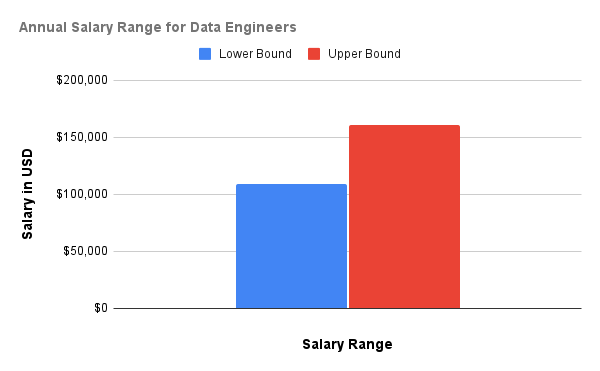 Annual Salary Range for Data Engineers
Lower Bound Upper Bound
$200,000
$150,000
$100,000
$50,000
$0
Salary in USD
Salary Range